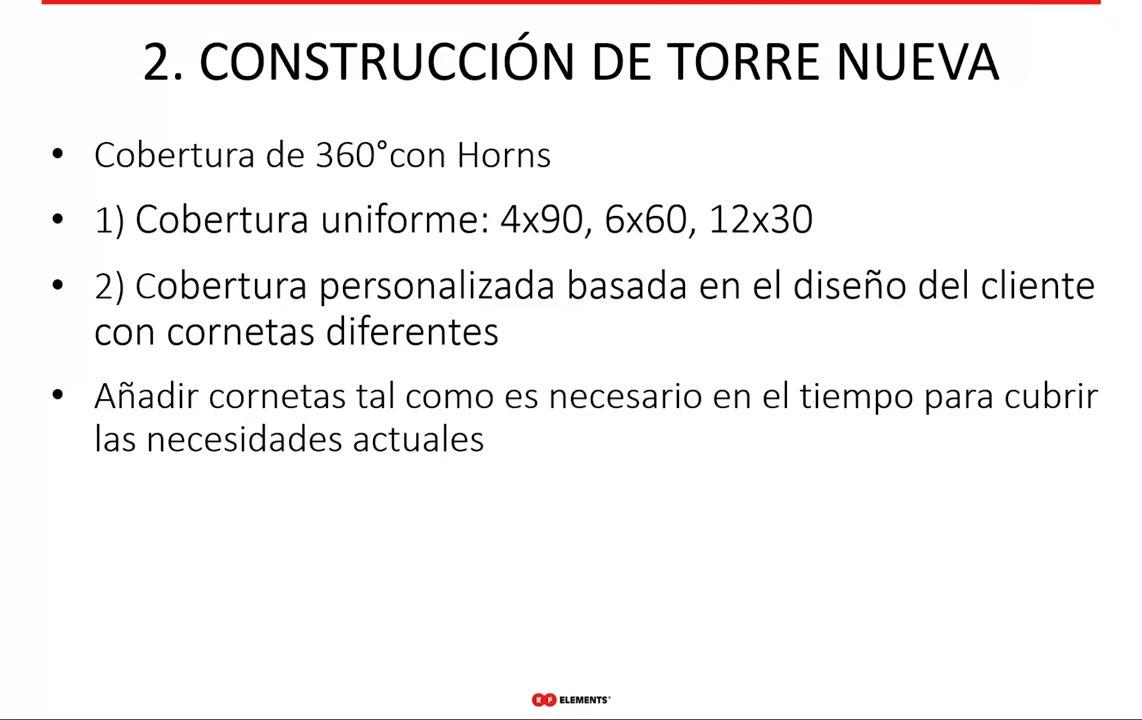 2. CONSTRUCCIÓN DE TORRE NUEVA
• Cobertura de 360°con Horns
• 1) Cobertura uniforme: 4x90, 6x60, 12x30
• 2) Cobertura personalizada basada en el diseño del cliente
con cornetas diferentes
• Añadir cornetas tal como es necesario en el tiempo para cubrir
las necesidades actuales
RF ELEMENTS